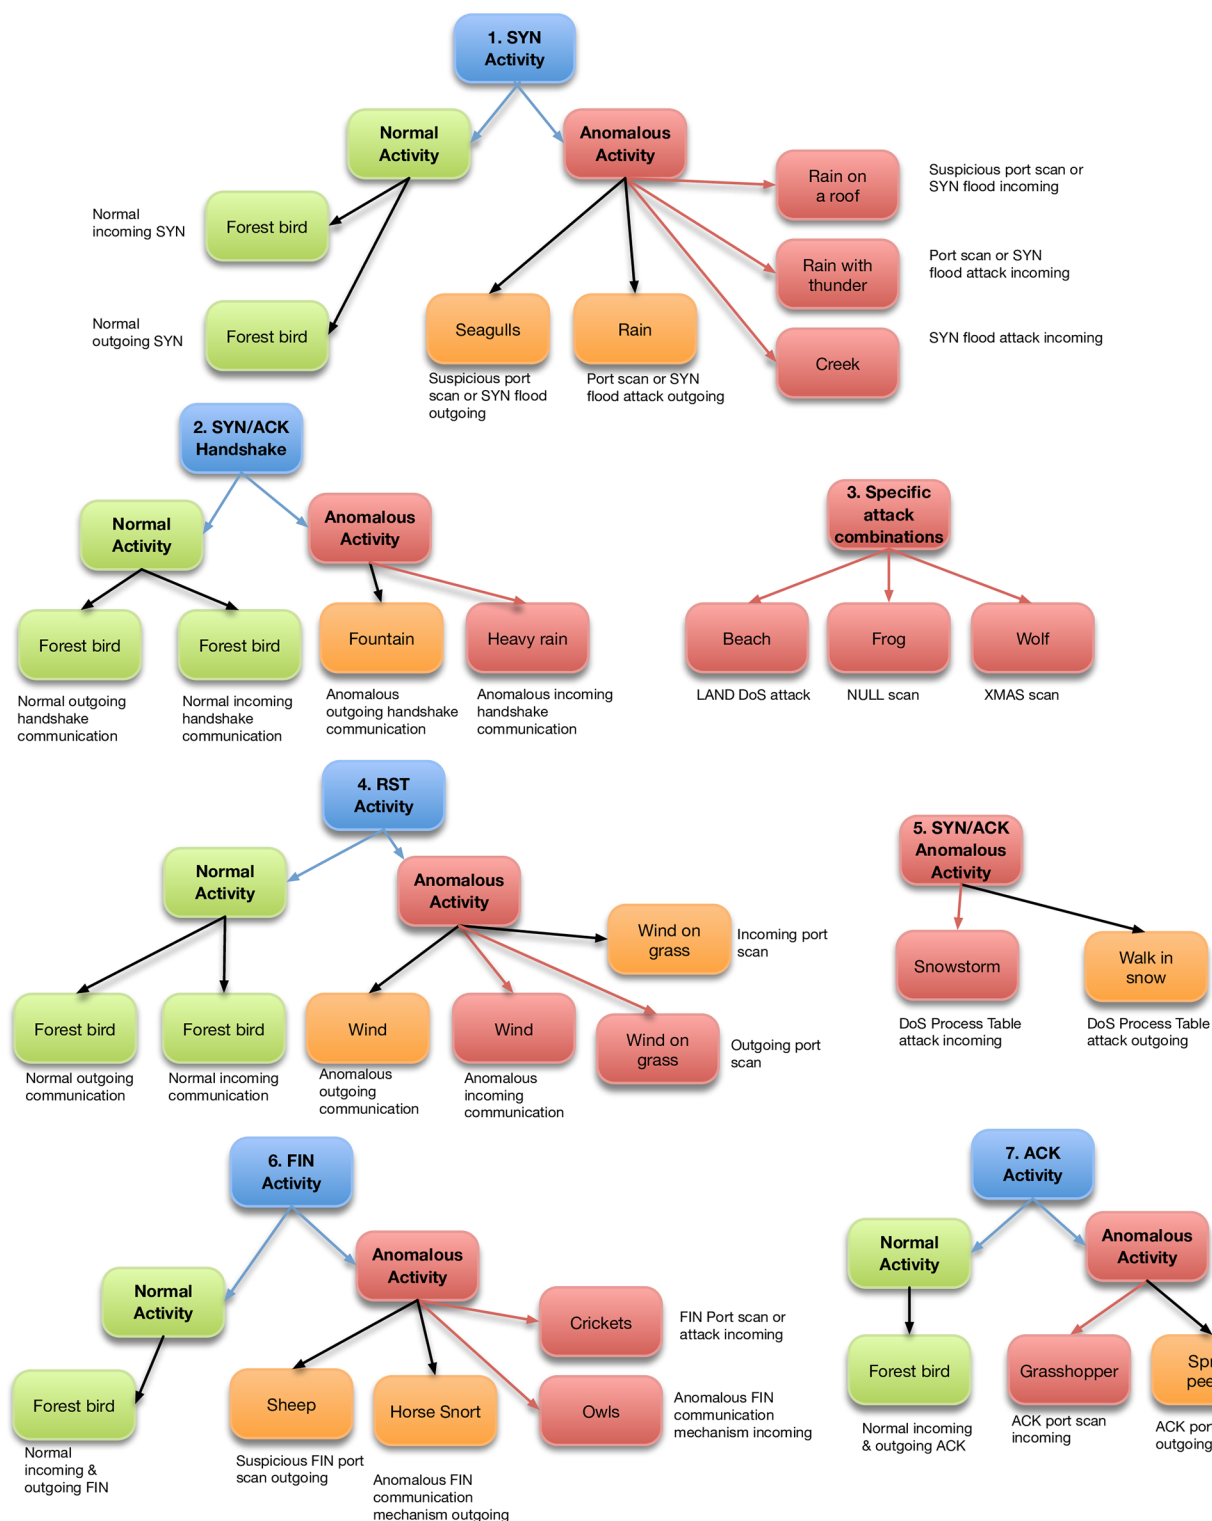 1. SYN
Activity
Normal
Activity
Anomalous
Activity
Rain on
a roof
Suspicious port scan or
SYN flood incoming
Normal
incoming SYN
Forest bird
Rain with
thunder
Port scan or SYN
flood attack incoming
Normal
outgoing SYN
Forest bird
Seagulls
Rain
Creek
SYN flood attack incoming
Suspicious port
scan or SYN flood
outgoing
Port scan or SYN
flood attack outgoing
2. SYN/ACK
Handshake
Normal
Activity
Anomalous
Activity
Forest bird
Forest bird
Fountain
Heavy rain
Normal outgoing
handshake
communication
Normal incoming
handshake
communication
Anomalous
outgoing handshake
communication
Anomalous incoming
handshake
communication
3. Specific
attack
combinations
Beach
Frog
Wolf
LAND DoS attack
NULL scan
XMAS scan
4. RST
Activity
Normal
Activity
Anomalous
Activity
Wind on
grass
Incoming port
scan
Forest bird
Forest bird
Wind
Wind
Wind on
grass
Outgoing port
scan
Normal outgoing
communication
Normal incoming
communication
Anomalous
outgoing
communication
Anomalous
incoming
communication
5. SYN/ACK
Anomalous
Activity
Snowstorm
Walk in
snow
DoS Process Table
attack incoming
DoS Process Table
attack outgoing
6. FIN
Activity
Normal
Activity
Anomalous
Activity
Crickets
FIN Port scan or
attack incoming
Forest bird
Sheep
Horse Snort
Owls
Anomalous FIN
communication
mechanism incoming
Normal
incoming &
outgoing FIN
Suspicious FIN port
scan outgoing
Anomalous FIN
communication
mechanism outgoing
7. ACK
Activity
Normal
Activity
Anomalous
Activity
Forest bird
Grasshopper
Spr
pee
Normal incoming
& outgoing ACK
ACK port scan
incoming
ACK por
outgoing